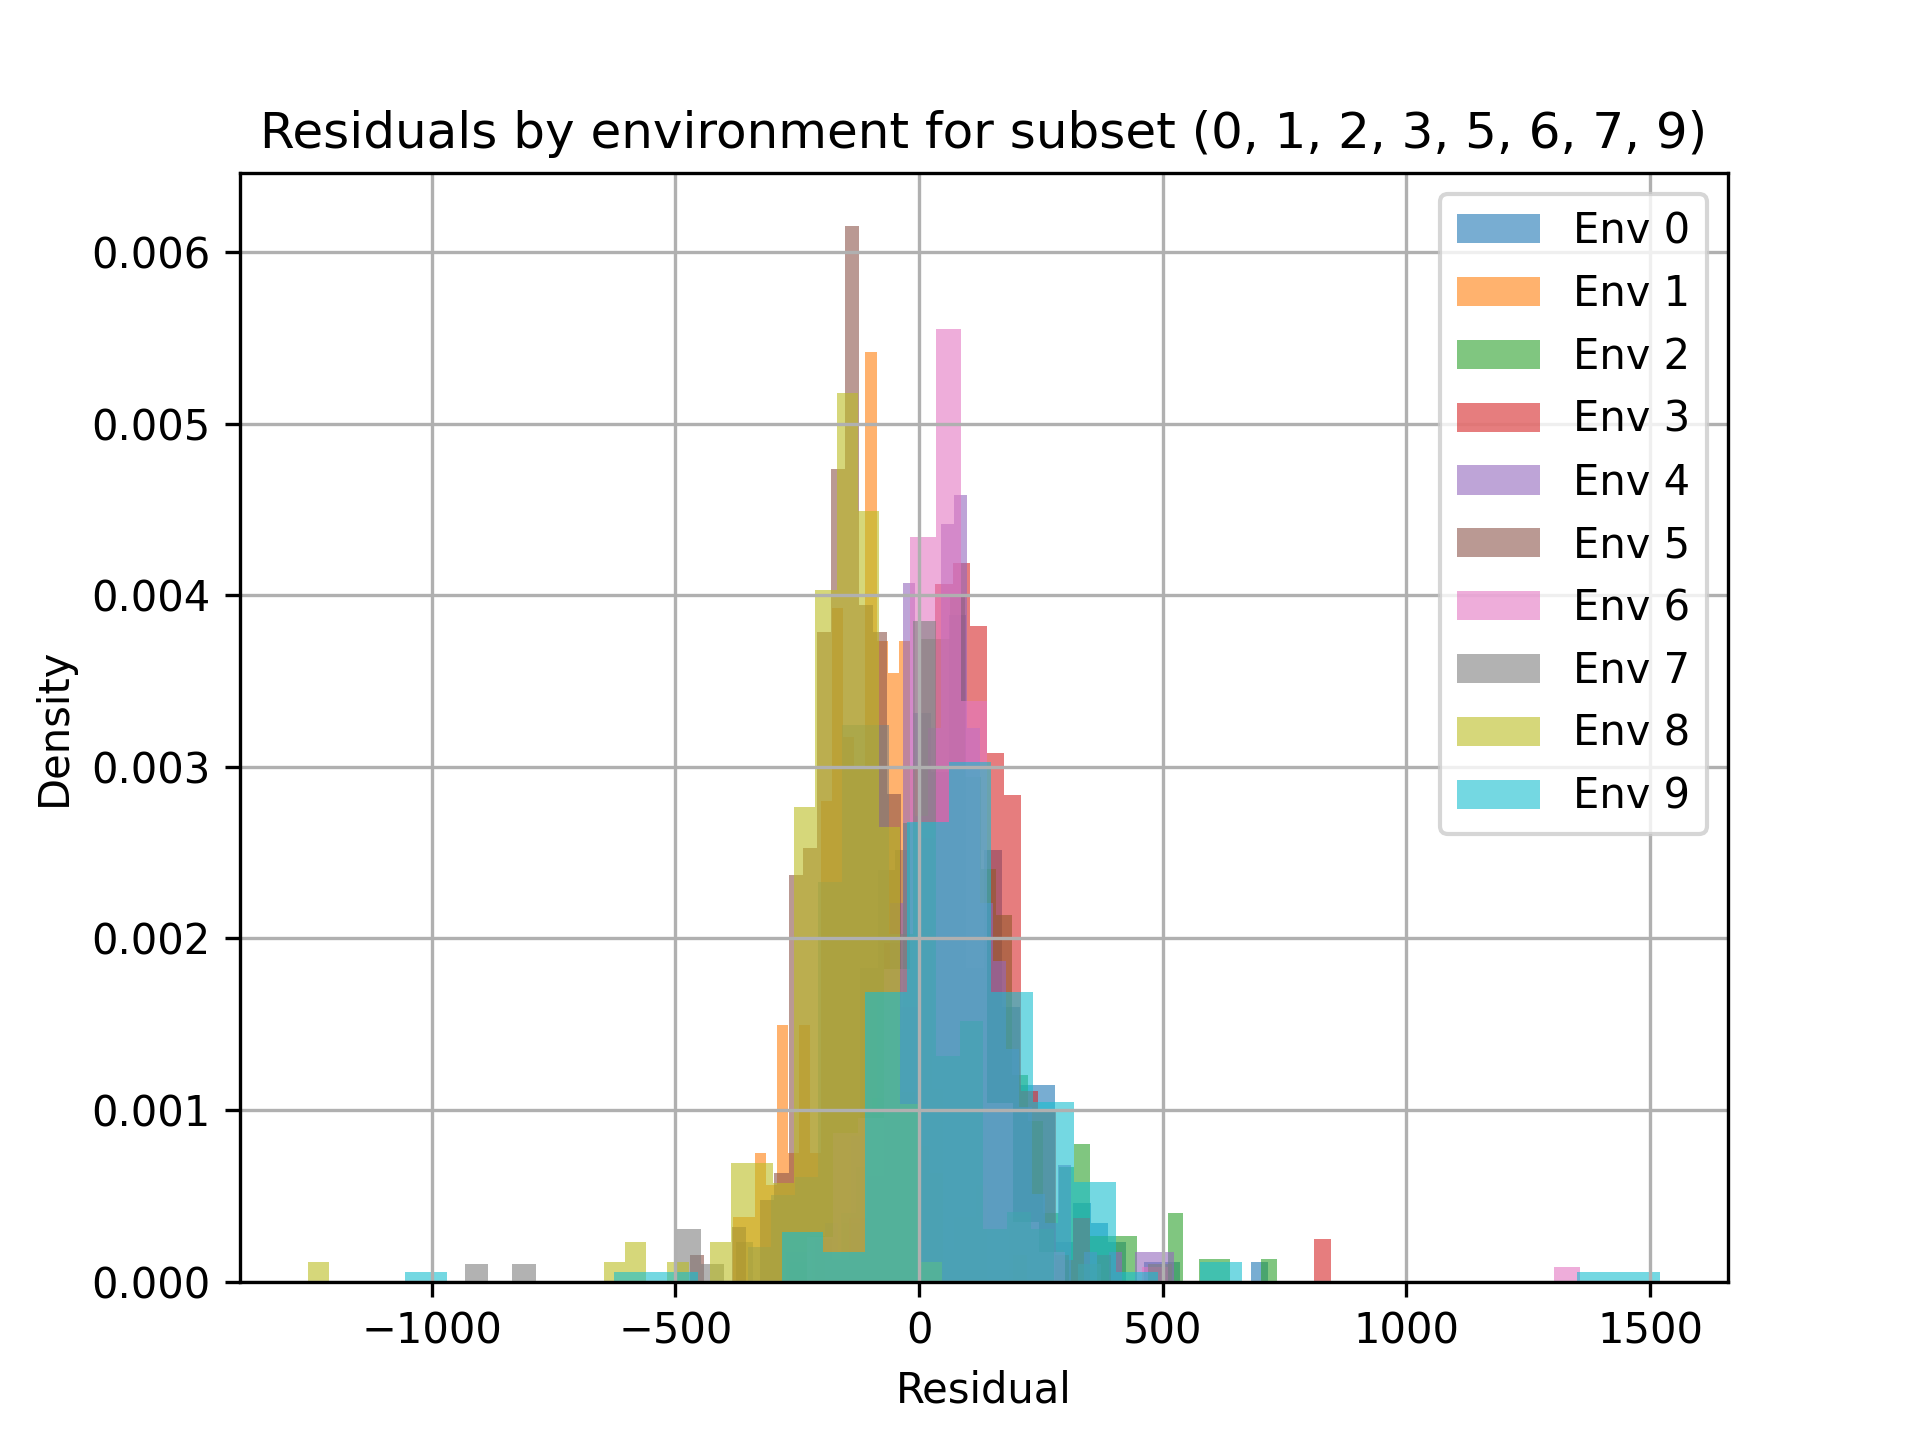 Residuals by environment for subset (0, 1, 2, 3, 5, 6, 7, 9)
Env 0
Env 1
Env 2
Env 3
Env 4
Env 5
Env 6
Env 7
Env 8
Env 9
0.006
0.005
0.004
0.003
0.002
0.001
0.000
Density
−1000
−500
0
500
1000
1500
Residual